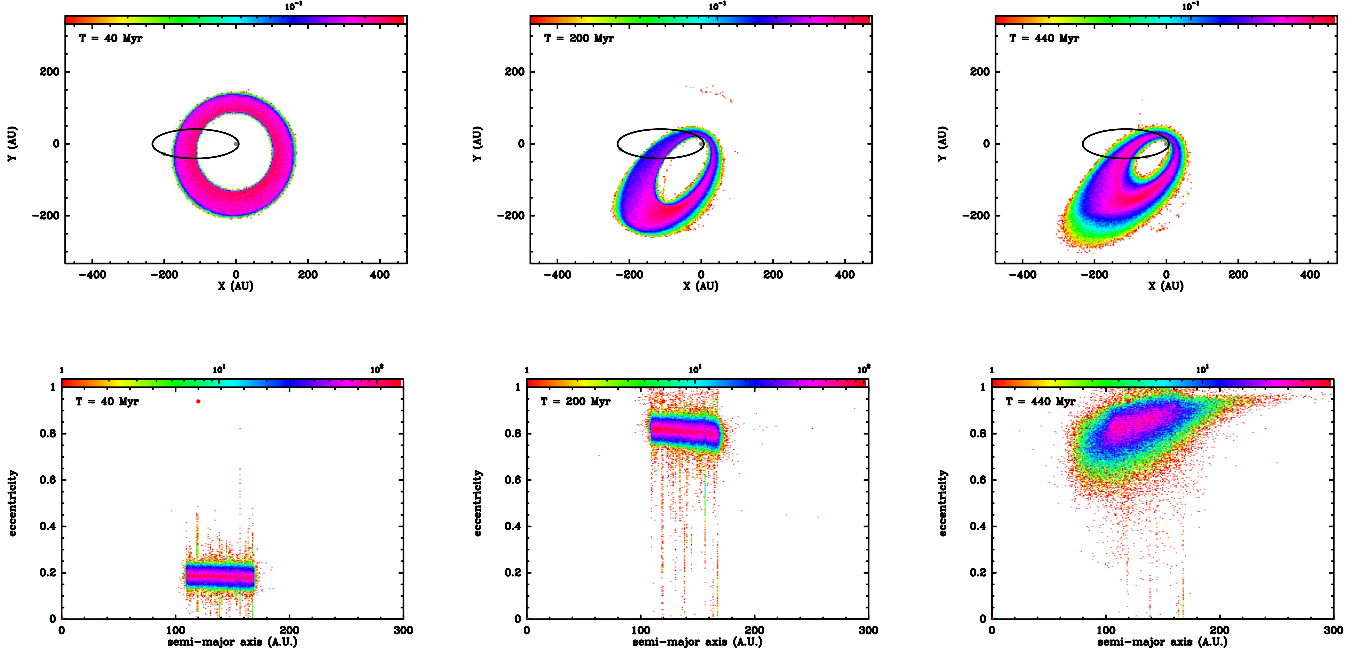 10⁻³ 10⁻³ 10⁻³
T = 40 Myr T = 200 Myr T = 440 Myr
Y (AU) 200 0 −200
Y (AU) 200 0 −200
Y (AU) 200 0 −200
−400 −200 0 200 400
−400 −200 0 200 400
−400 −200 0 200 400
X (AU) X (AU) X (AU)
1 10¹ 10²
1 10¹ 10²
1 10¹
T = 40 Myr T = 200 Myr T = 440 Myr
eccentricity 1 0.8 0.6 0.4 0.2 0
eccentricity 1 0.8 0.6 0.4 0.2 0
eccentricity 1 0.8 0.6 0.4 0.2 0
0 100 200 300
0 100 200 300
0 100 200 300
semi-major axis (A.U.) semi-major axis (A.U.) semi-major axis (A.U.)